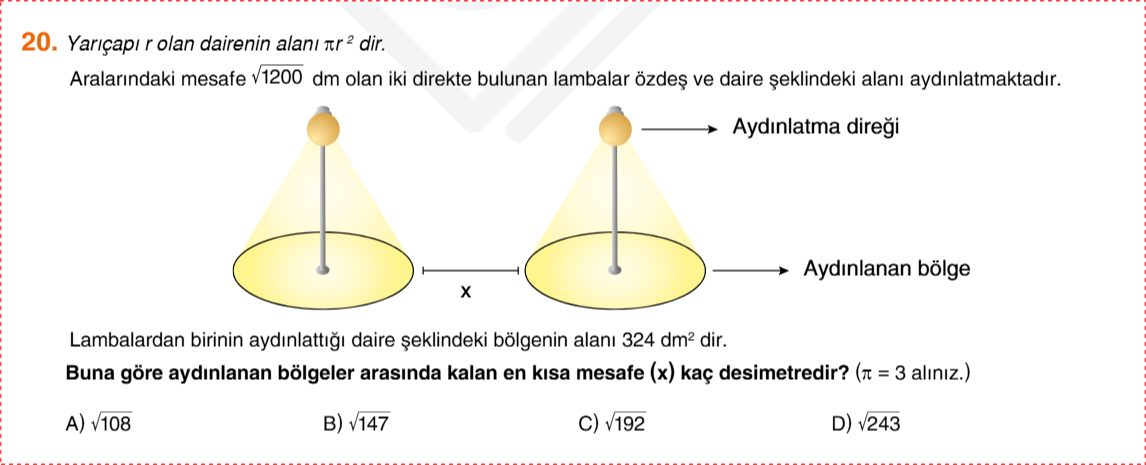 20. Yarıçapı r olan dairenin alanı πr² dir.
Aralarındaki mesafe √1200 dm olan iki direkte bulunan lambalar özdeş ve daire şeklindeki alanı aydınlatmaktadır.
Aydınlatma direği
Aydınlanan bölge
x
Lambalardan birinin aydınlattığı daire şeklindeki bölgenin alanı 324 dm² dir.
Buna göre aydınlanan bölgeler arasında kalan en kısa mesafe (x) kaç desimetredir? (π = 3 alınız.)
A) √108 B) √147 C) √192 D) √243